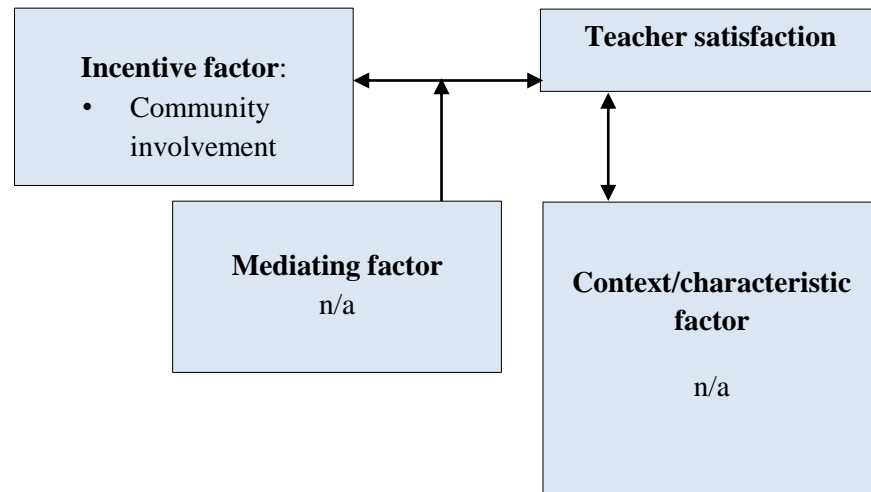 Incentive factor:
• Community
involvement
Teacher satisfaction
Mediating factor
n/a
Context/characteristic
factor
n/a